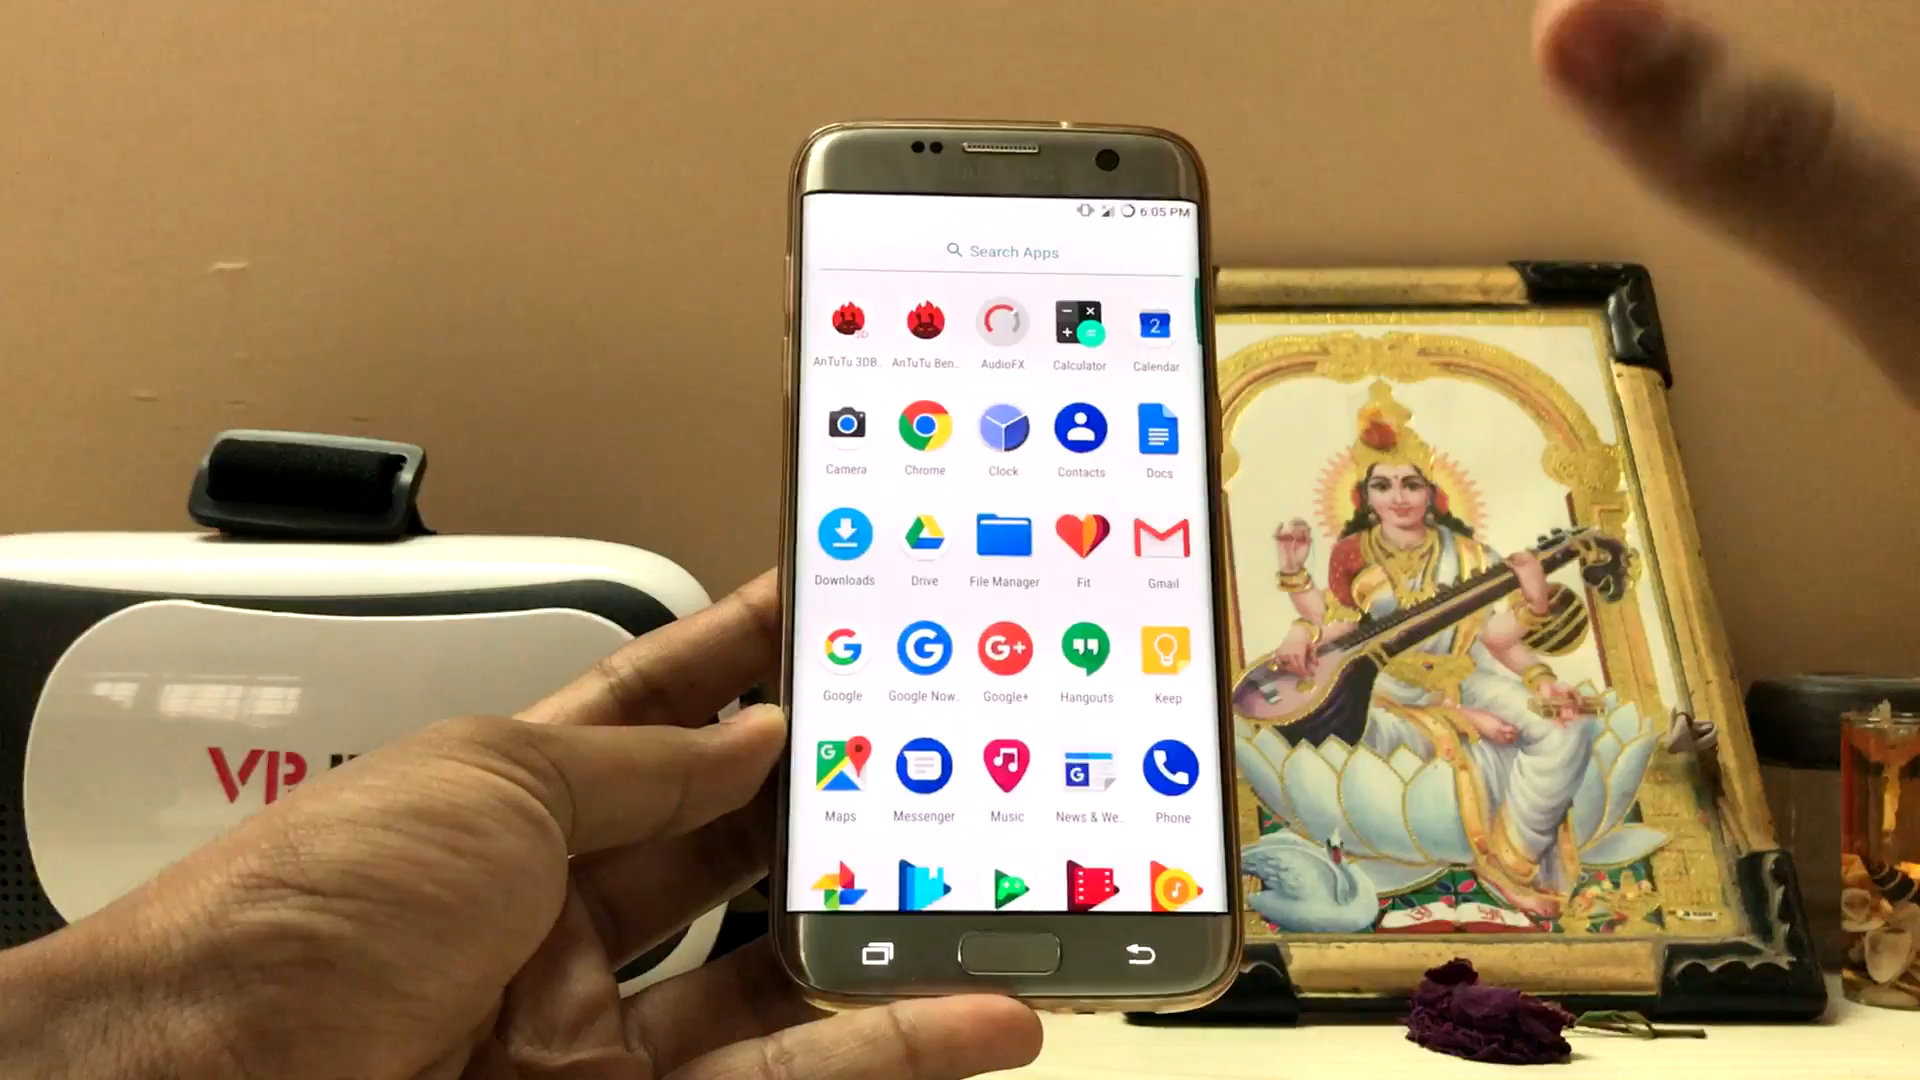 6:05 PM
Search Apps
AnTuTu 3DB..
AnTuTu Ben..
AudioFX
Calculator
2
Calendar
Camera
Chrome
Clock
Contacts
Docs
Downloads
Drive
File Manager
Fit
Gmail
G
G
G+
Google
Google Now..
Google+
Hangouts
Keep
G
G
Maps
Messenger
Music
News & We..
Phone
VR